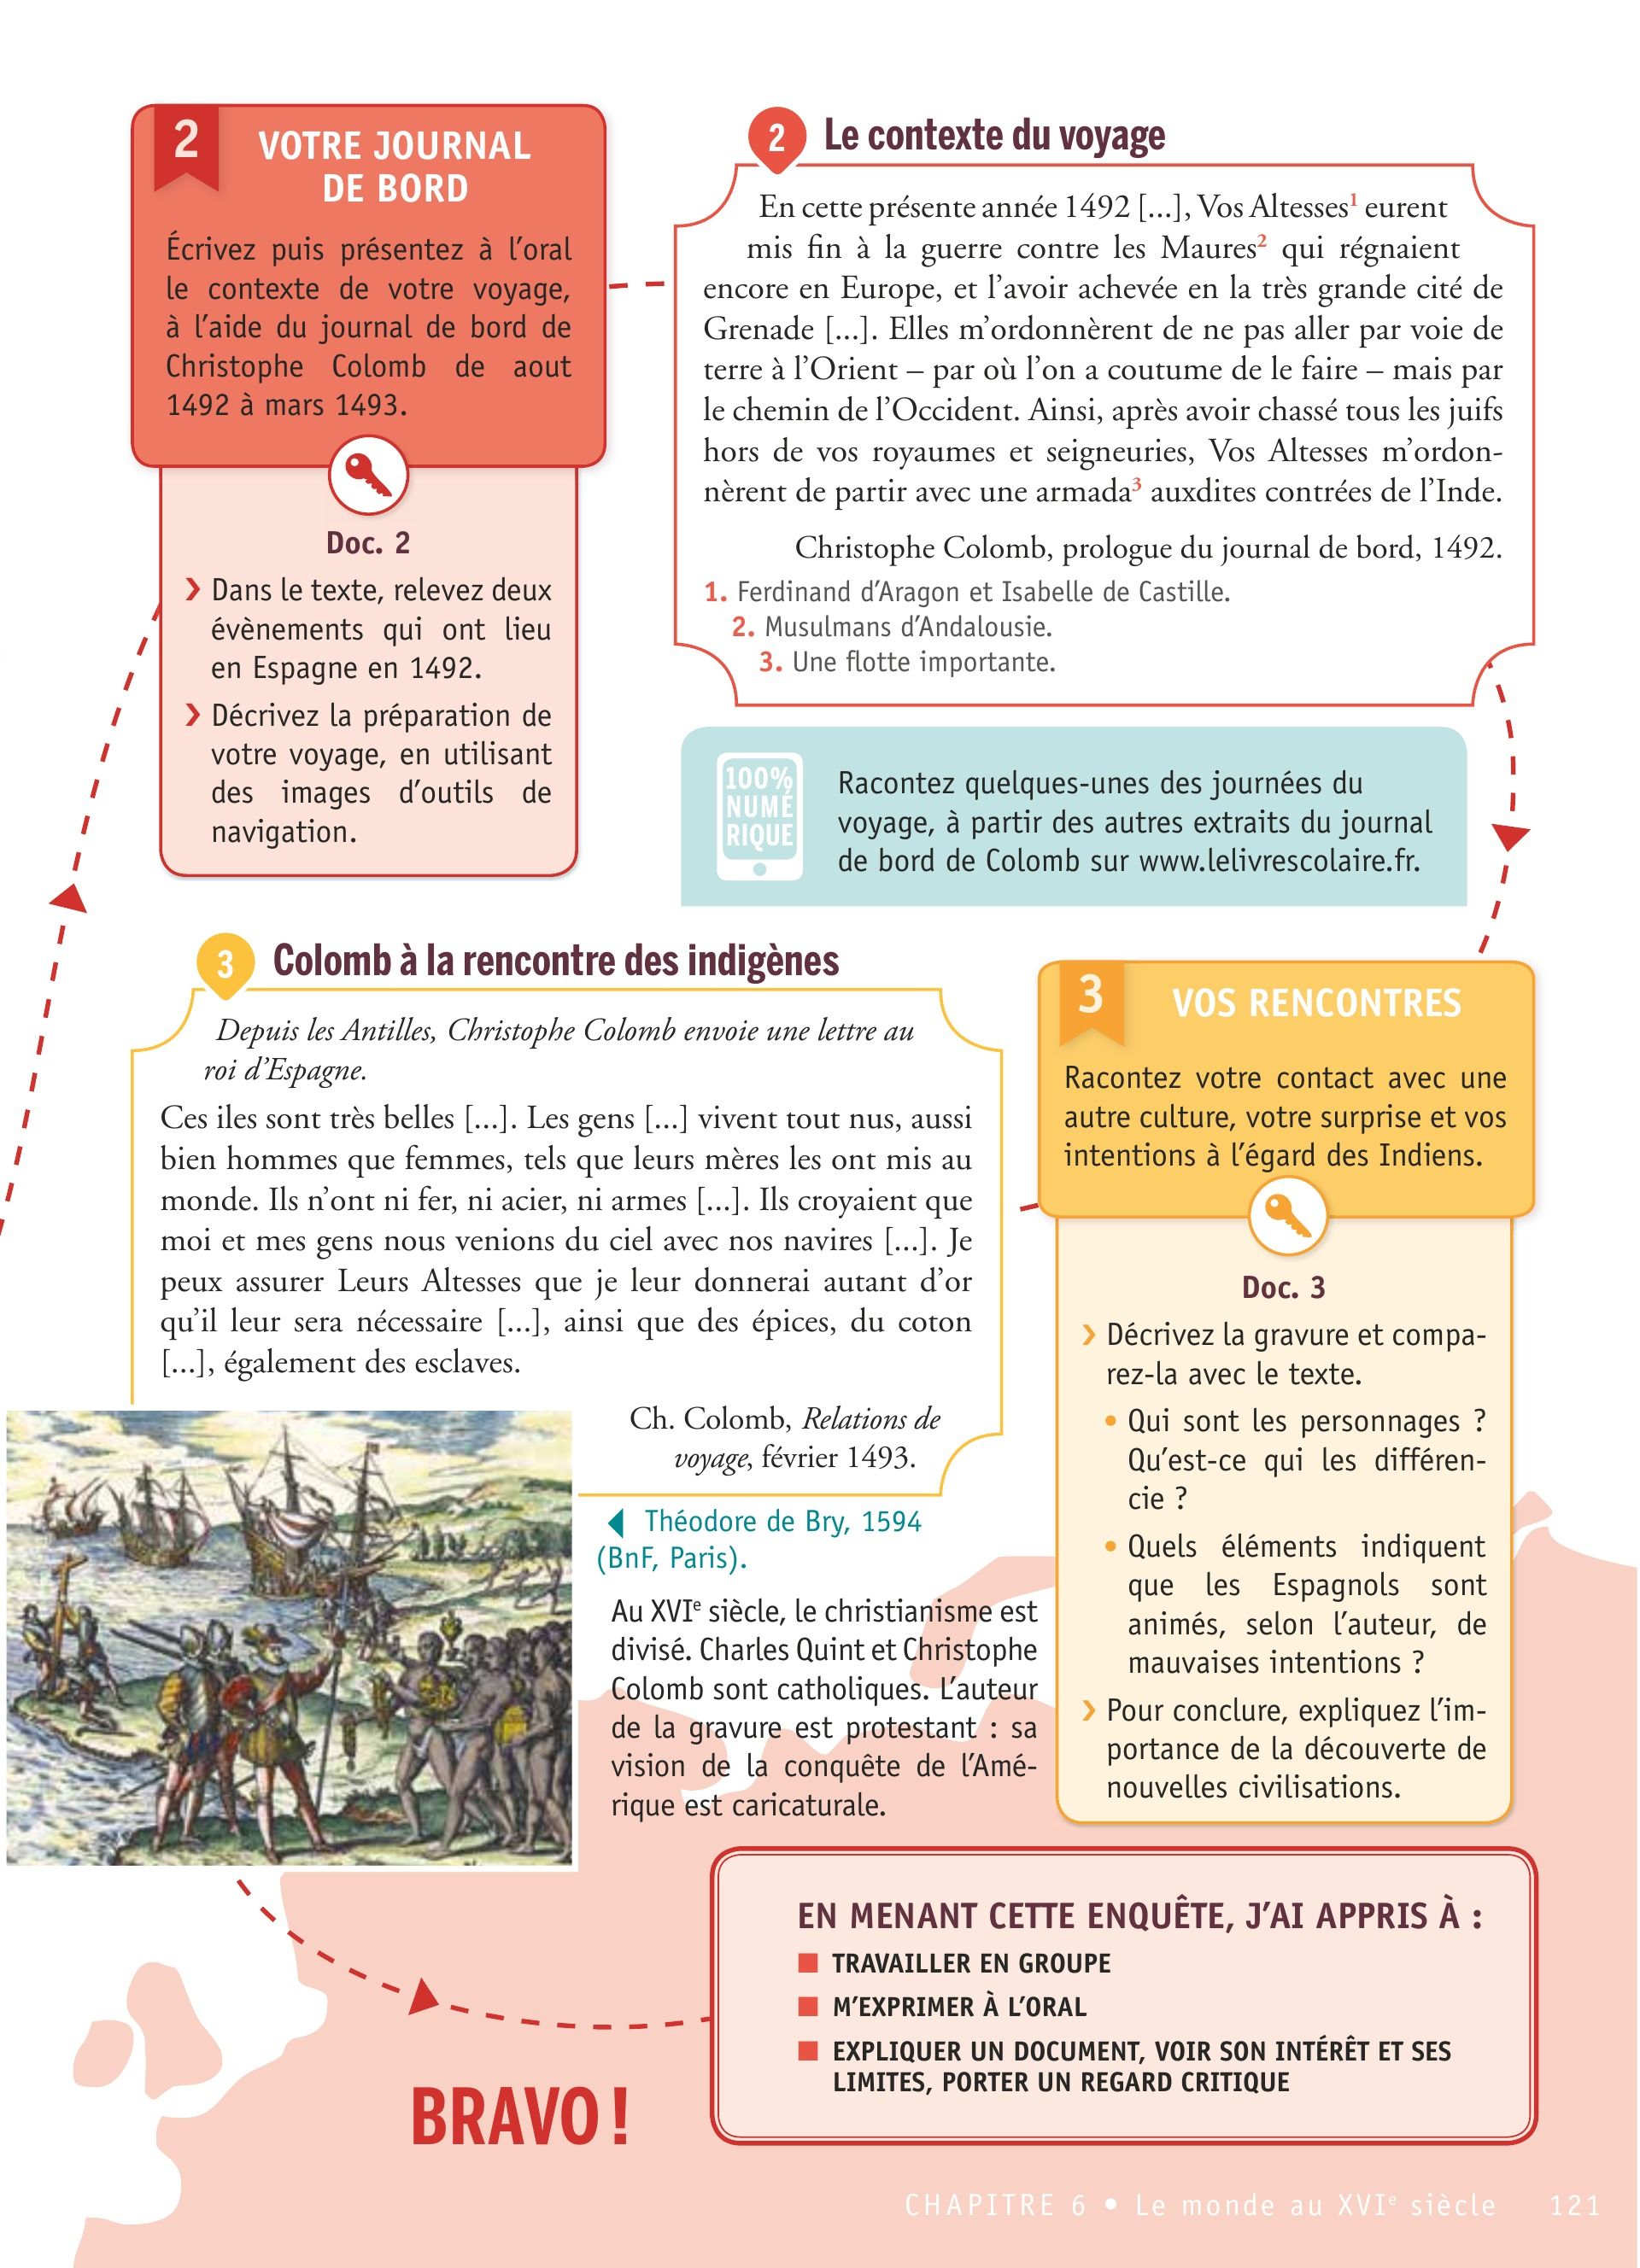 2
VOTRE JOURNAL
DE BORD
Écrivez puis présentez à l'oral
le contexte de votre voyage,
à l'aide du journal de bord de
Christophe Colomb de aout
1492 à mars 1493.
Doc. 2
› Dans le texte, relevez deux
évènements qui ont lieu
en Espagne en 1492.
› Décrivez la préparation de
votre voyage, en utilisant
des images d'outils de
navigation.
2 Le contexte du voyage
En cette présente année 1492 [...], Vos Altesses¹ eurent
mis fin à la guerre contre les Maures² qui régnaient
encore en Europe, et l'avoir achevée en la très grande cité de
Grenade [...]. Elles m'ordonnèrent de ne pas aller par voie de
terre à l'Orient – par où l'on a coutume de le faire – mais par
le chemin de l'Occident. Ainsi, après avoir chassé tous les juifs
hors de vos royaumes et seigneuries, Vos Altesses m'ordon-
nèrent de partir avec une armada³ auxdites contrées de l'Inde.
Christophe Colomb, prologue du journal de bord, 1492.
1. Ferdinand d'Aragon et Isabelle de Castille.
2. Musulmans d'Andalousie.
3. Une flotte importante.
100%
NUMÉ
RIQUE
Racontez quelques-unes des journées du
voyage, à partir des autres extraits du journal
de bord de Colomb sur www.lelivrescolaire.fr.
3 Colomb à la rencontre des indigènes
Depuis les Antilles, Christophe Colomb envoie une lettre au
roi d'Espagne.
Ces iles sont très belles [...]. Les gens [...] vivent tout nus, aussi
bien hommes que femmes, tels que leurs mères les ont mis au
monde. Ils n'ont ni fer, ni acier, ni armes [...]. Ils croyaient que
moi et mes gens nous venions du ciel avec nos navires [...]. Je
peux assurer Leurs Altesses que je leur donnerai autant d'or
qu'il leur sera nécessaire [...], ainsi que des épices, du coton
[...], également des esclaves.
Ch. Colomb, Relations de
voyage, février 1493.
◀ Théodore de Bry, 1594
(BnF, Paris).
Au XVIe siècle, le christianisme est
divisé. Charles Quint et Christophe
Colomb sont catholiques. L'auteur
de la gravure est protestant : sa
vision de la conquête de l'Amé-
rique est caricaturale.
3
VOS RENCONTRES
Racontez votre contact avec une
autre culture, votre surprise et vos
intentions à l'égard des Indiens.
Doc. 3
› Décrivez la gravure et compa-
rez-la avec le texte.
• Qui sont les personnages ?
Qu'est-ce qui les différen-
cie ?
• Quels éléments indiquent
que les Espagnols sont
animés, selon l'auteur, de
mauvaises intentions ?
› Pour conclure, expliquez l'im-
portance de la découverte de
nouvelles civilisations.
EN MENANT CETTE ENQUÊTE, J'AI APPRIS À :
■ TRAVAILLER EN GROUPE
■ M'EXPRIMER À L'ORAL
■ EXPLIQUER UN DOCUMENT, VOIR SON INTÉRÊT ET SES
LIMITES, PORTER UN REGARD CRITIQUE
BRAVO !
CHAPITRE 6 • Le monde au XVIe siècle 121